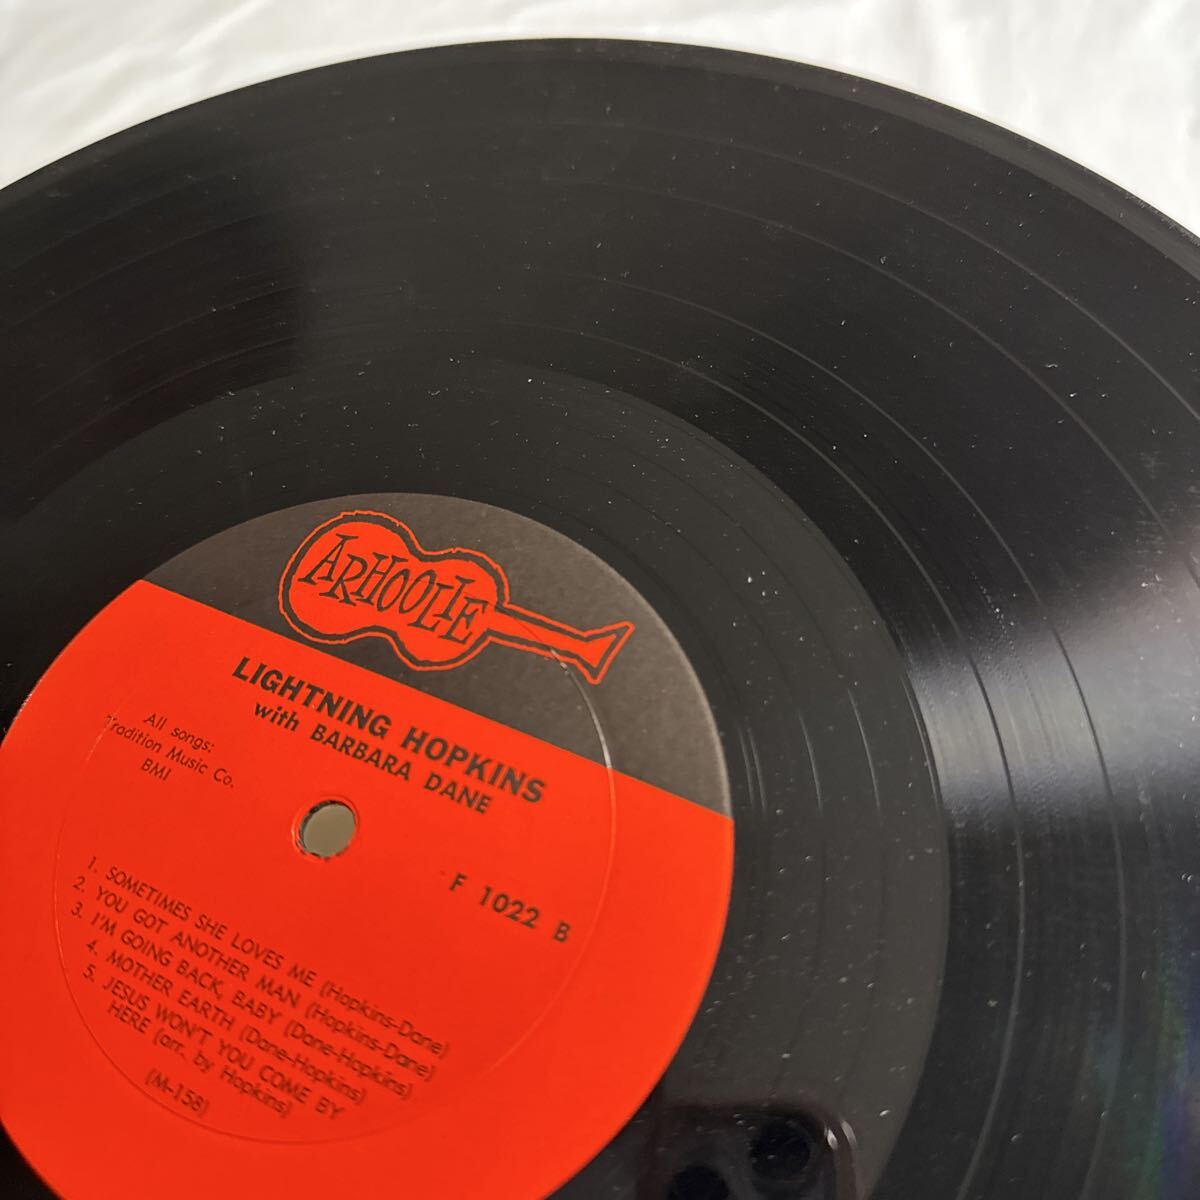 ARHOOLIE
LIGHTNING HOPKINS
with BARBARA DANE
All songs:
Tradition Music Co.
BMI
F 1022 B
1. SOMETIMES SHE LOVES ME (Hopkins-Dane)
2. YOU GOT ANOTHER MAN (Hopkins-Dane)
3. I'M GOING BACK, BABY (Dane-Hopkins)
4. MOTHER EARTH (Dane-Hopkins)
5. JESUS WON'T YOU COME BY
HERE (arr. by Hopkins)
(M-158)